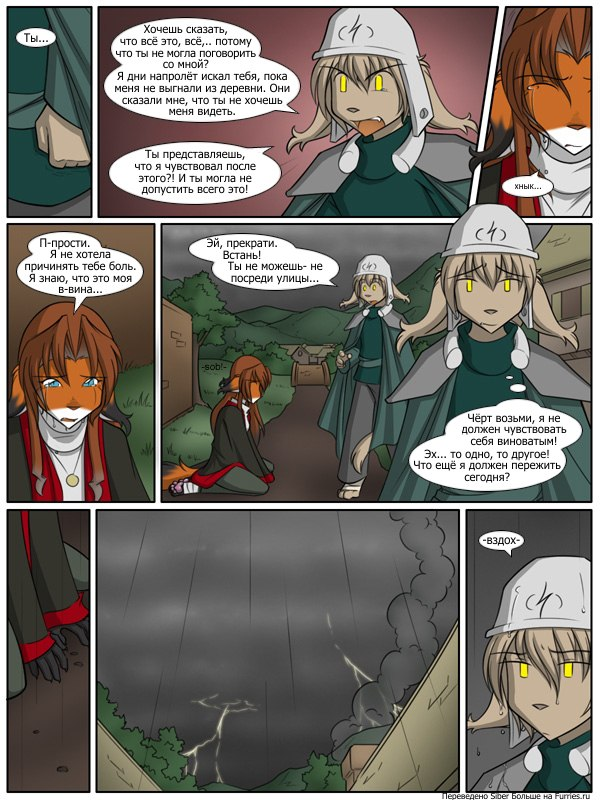 Ты...
Хочешь сказать,
что всё это, всё,.. потому
что ты не могла поговорить
со мной?
Я дни напролёт искал тебя, пока
меня не выгнали из деревни. Они
сказали мне, что ты не хочешь
меня видеть.
Ты представляешь,
что я чувствовал после
этого?! И ты могла не
допустить всего это!
хнык...
П-прости.
Я не хотела
причинять тебе боль.
Я знаю, что это моя
в-вина...
Эй, прекрати.
Встань!
Ты не можешь- не
посреди улицы...
-sob!-
Чёрт возьми, я не
должен чувствовать
себя виноватым!
Эх... то одно, то другое!
Что ещё я должен пережить
сегодня?
-вздох-
Переведено Siber Больше на Furries.ru